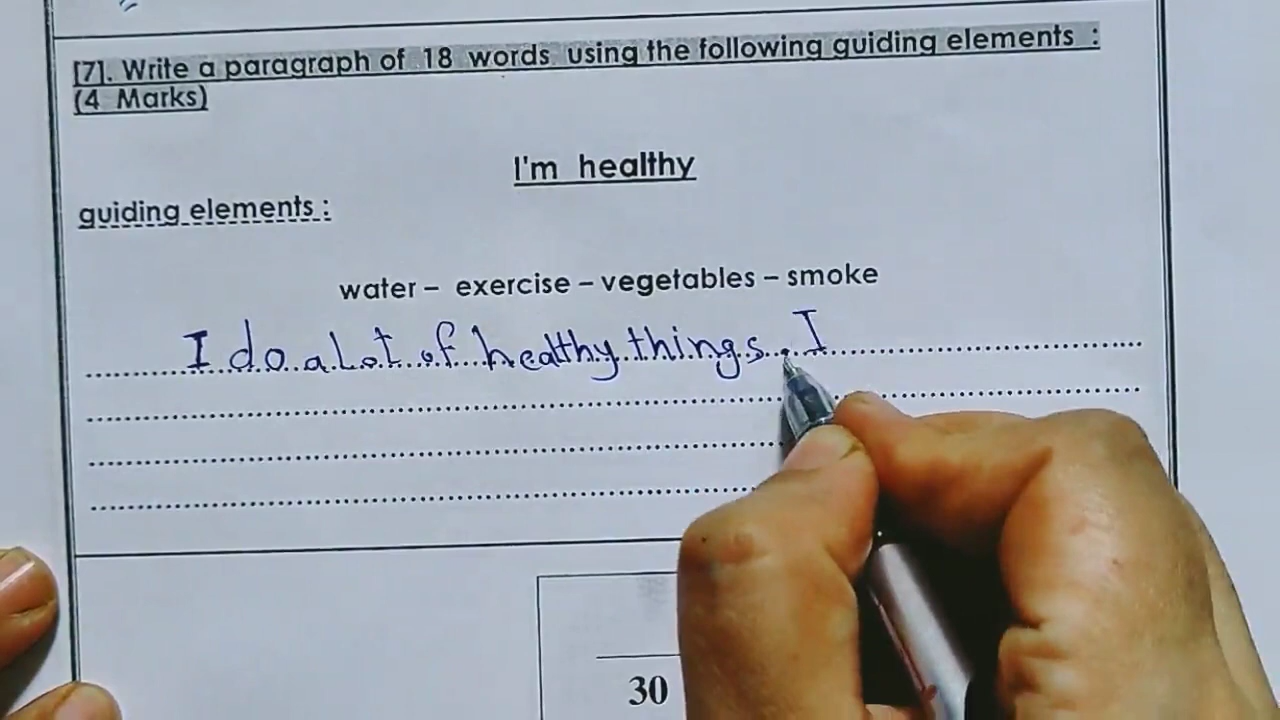 [7]. Write a paragraph of 18 words using the following guiding elements :
(4 Marks)
I'm healthy
guiding elements :
water – exercise – vegetables – smoke
I do a Lot of healthy things. I
30